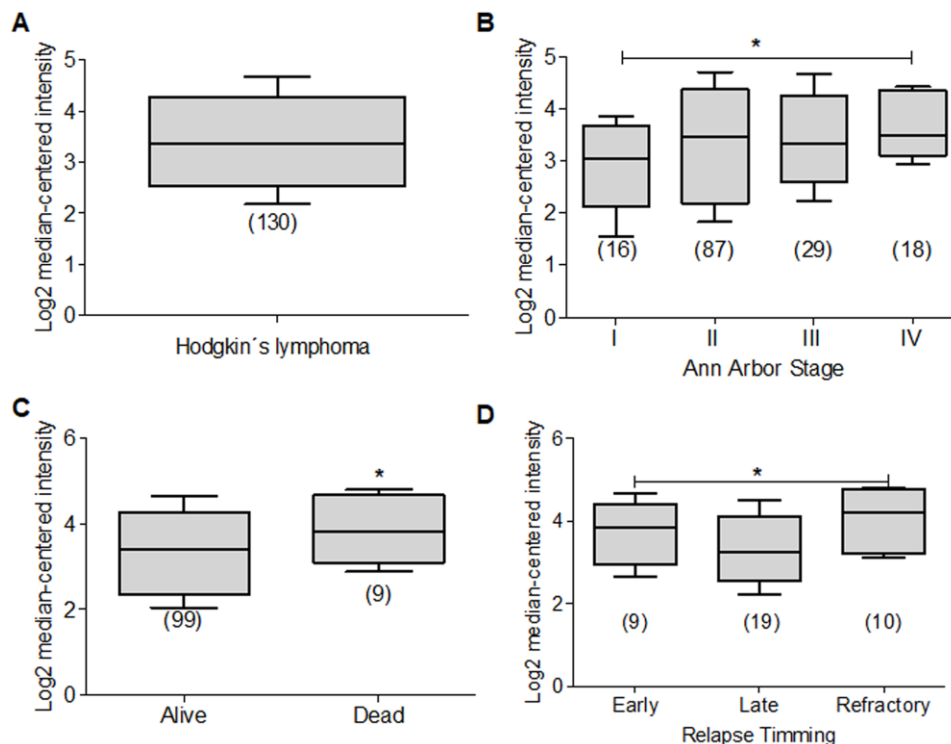 A
Log2 median-centered intensity
5
4
3
2
1
0
(130)
Hodgkin´s lymphoma
B
Log2 median-centered intensity
5
4
3
2
1
0
*
(16) (87) (29) (18)
I II III IV
Ann Arbor Stage
C
Log2 median-centered intensity
6
4
2
0
*
(99) (9)
Alive Dead
D
Log2 median-centered intensity
6
4
2
0
*
(9) (19) (10)
Early Late Refractory
Relapse Timming